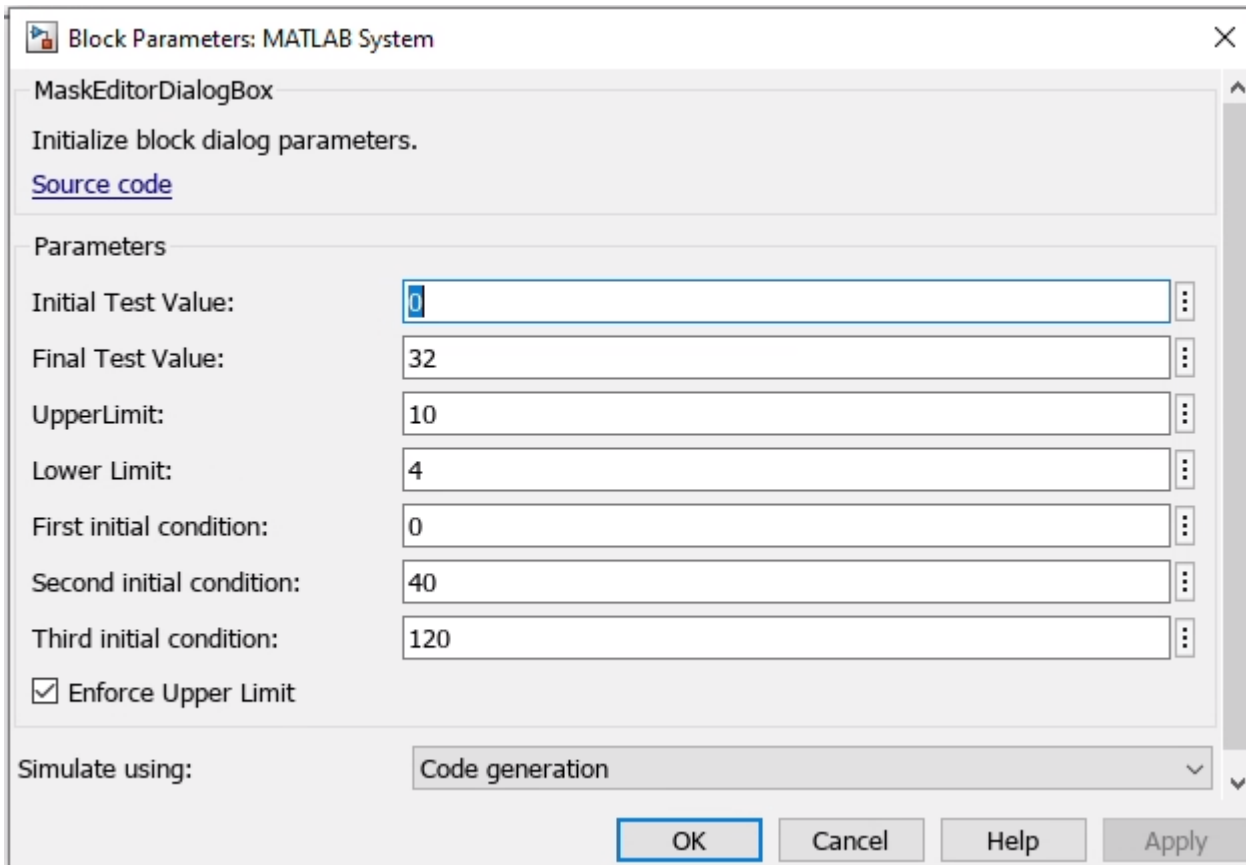 Block Parameters: MATLAB System
MaskEditorDialogBox
Initialize block dialog parameters.
Source code
Parameters
Initial Test Value: 0
Final Test Value: 32
UpperLimit: 10
Lower Limit: 4
First initial condition: 0
Second initial condition: 40
Third initial condition: 120
Enforce Upper Limit
Simulate using: Code generation
OK Cancel Help Apply